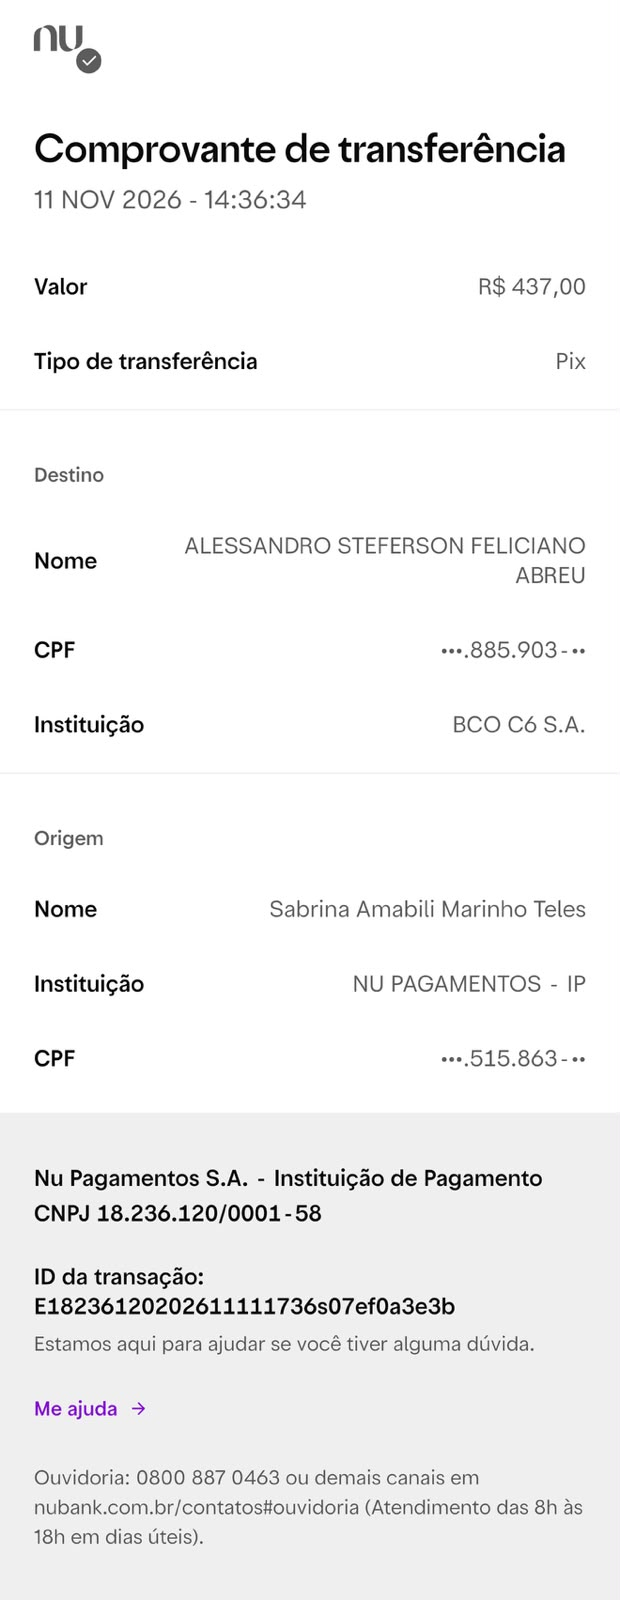 nu
Comprovante de transferência
11 NOV 2026 - 14:36:34
Valor R$ 437,00
Tipo de transferência Pix
Destino
Nome ALESSANDRO STEFERSON FELICIANO
ABREU
CPF •••.885.903-••
Instituição BCO C6 S.A.
Origem
Nome Sabrina Amabili Marinho Teles
Instituição NU PAGAMENTOS - IP
CPF •••.515.863-••
Nu Pagamentos S.A. - Instituição de Pagamento
CNPJ 18.236.120/0001-58
ID da transação:
E18236120202611111736s07ef0a3e3b
Estamos aqui para ajudar se você tiver alguma dúvida.
Me ajuda →
Ouvidoria: 0800 887 0463 ou demais canais em
nubank.com.br/contatos#ouvidoria (Atendimento das 8h às
18h em dias úteis).